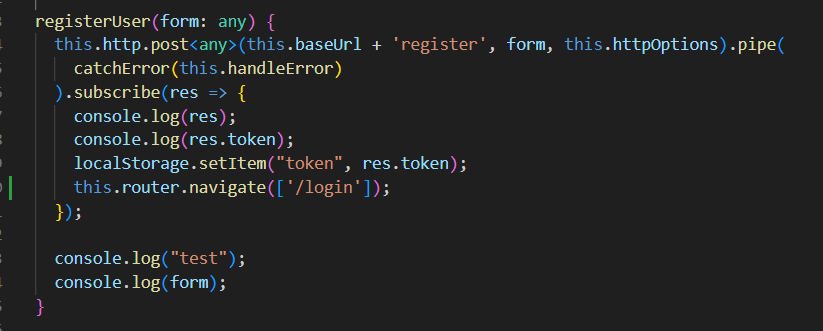 registerUser(form: any) {
this.http.post<any>(this.baseUrl + 'register', form, this.httpOptions).pipe(
catchError(this.handleError)
).subscribe(res => {
console.log(res);
console.log(res.token);
localStorage.setItem("token", res.token);
this.router.navigate(['/login']);
});
console.log("test");
console.log(form);
}